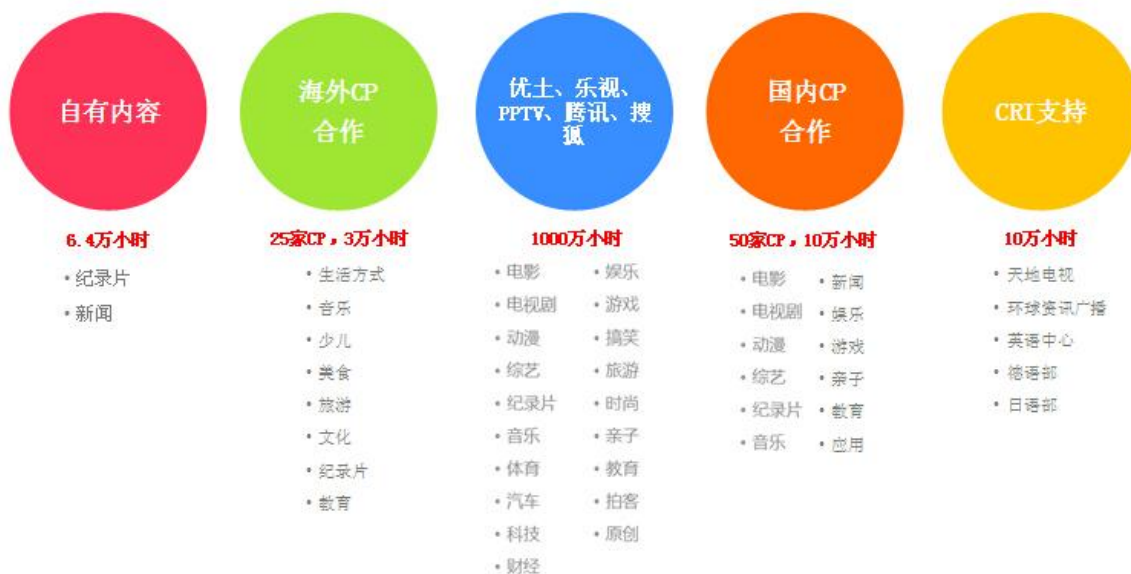 自有内容
6.4万小时
• 纪录片
• 新闻
海外CP
合作
25家CP，3万小时
• 生活方式
• 音乐
• 少儿
• 美食
• 旅游
• 文化
• 纪录片
• 教育
优土、乐视、
PPTV、腾讯、搜
狐
1000万小时
• 电影
• 电视剧
• 动漫
• 综艺
• 纪录片
• 音乐
• 体育
• 汽车
• 科技
• 财经
• 娱乐
• 游戏
• 搞笑
• 旅游
• 时尚
• 亲子
• 教育
• 拍客
• 原创
国内CP
合作
50家CP，10万小时
• 电影
• 电视剧
• 动漫
• 综艺
• 纪录片
• 音乐
• 新闻
• 娱乐
• 游戏
• 亲子
• 教育
• 应用
CRI支持
10万小时
• 天地电视
• 环球资讯广播
• 英语中心
• 德语部
• 日语部